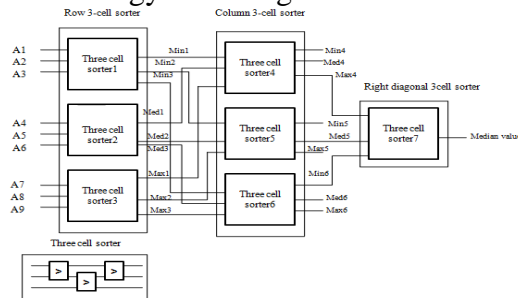 Row 3-cell sorter
Column 3-cell sorter
A1
A2
A3
Three cell
sorter1
Min1
Min2
Min3
Three cell
sorter4
Min4
Med4
Max4
Right diagonal 3cell sorter
A4
A5
A6
Three cell
sorter2
Med1
Med2
Med3
Three cell
sorter5
Min5
Med5
Max5
Three cell
sorter7
Median value
A7
A8
A9
Three cell
sorter3
Max1
Max2
Max3
Three cell
sorter6
Min6
Med6
Max6
Three cell sorter
>
>
>